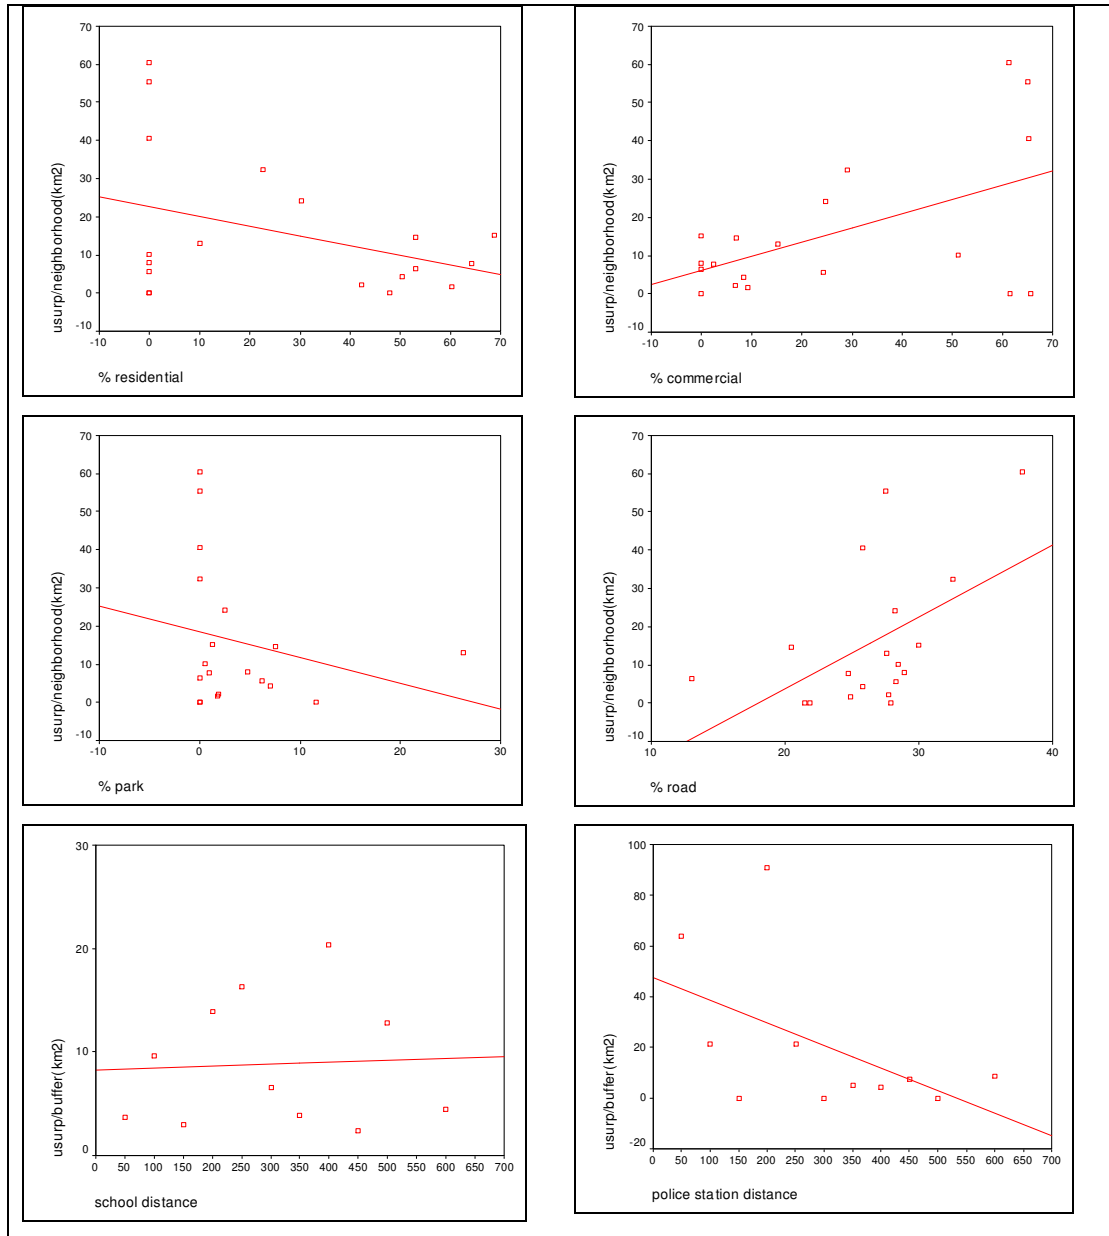 70
60
50
40
30
20
10
0
-10
usurp/neighborhood(km2)
-10 0 10 20 30 40 50 60 70
% residential
70
60
50
40
30
20
10
0
-10
usurp/neighborhood(km2)
-10 0 10 20 30 40 50 60 70
% commercial
70
60
50
40
30
20
10
0
-10
usurp/neighborhood(km2)
-10 0 10 20 30
% park
70
60
50
40
30
20
10
0
-10
usurp/neighborhood(km2)
10 20 30 40
% road
30
20
10
0
usurp/buffer(km2)
0 50 100 150 200 250 300 350 400 450 500 600 700
school distance
100
80
60
40
20
0
-20
usurp/buffer(km2)
0 50 100 150 200 250 300 350 400 450 500 600 650 700
police station distance